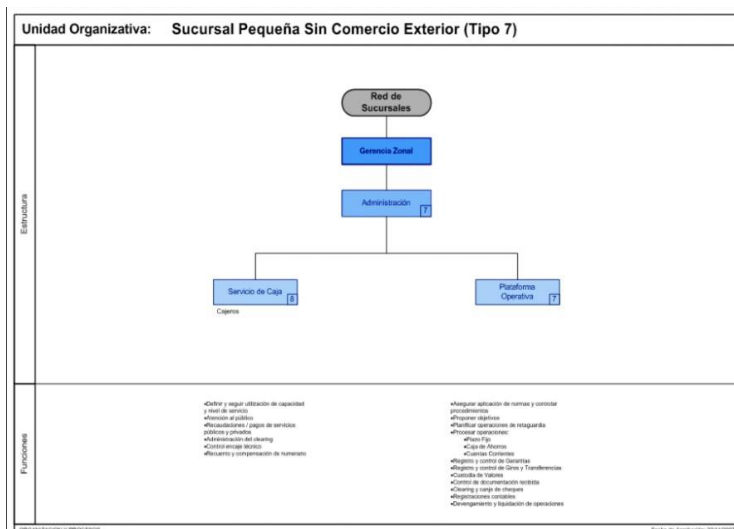 Unidad Organizativa: Sucursal Pequeña Sin Comercio Exterior (Tipo 7)
Estructura
Red de
Sucursales
Gerencia Zonal
Administración
7
Servicio de Caja
8
Cajeros
Plataforma
Operativa
7
Funciones
•Definir y seguir utilización de capacidad
y nivel de servicio
•Atención al público
•Recaudaciones / pagos de servicios
públicos y privados
•Administración del clearing
•Control encaje técnico
•Recuento y compensación de numerario
•Asegurar aplicación de normas y controlar
procedimientos
•Proponer objetivos
•Planificar operaciones de retaguardia
•Procesar operaciones:
•Plazo Fijo
•Caja de Ahorros
•Cuentas Corrientes
•Registro y control de Garantías
•Registro y control de Giros y Transferencias
•Custodia de Valores
•Control de documentación recibida
•Clearing y canje de cheques
•Registraciones contables
•Devengamiento y liquidación de operaciones